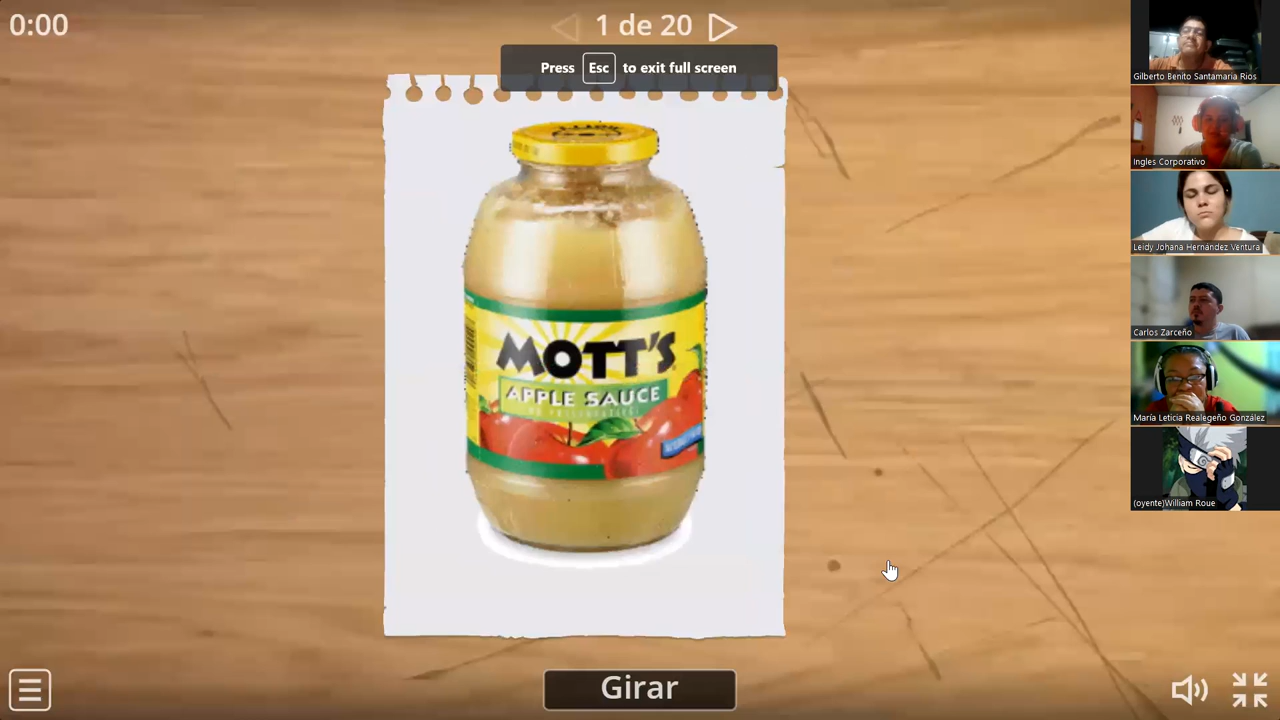 0:00
1 de 20
Press Esc to exit full screen
MOTT'S
APPLE SAUCE
Girar
Gilberto Benito Santamaria Rios
Ingles Corporativo
Leidy Johana Hernández Ventura
Carlos Zarceño
María Leticia Realegeño González
(oyente)William Roue